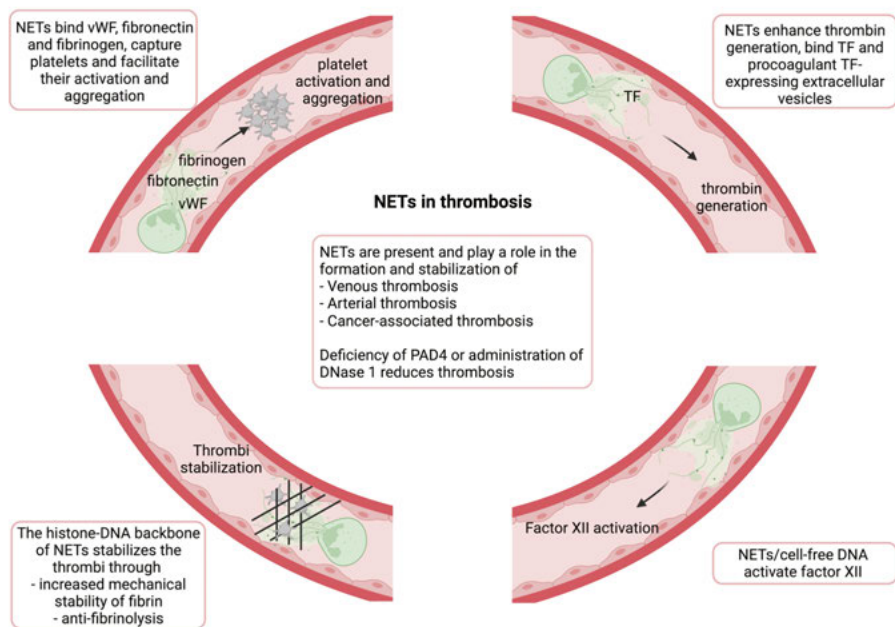 NETs bind vWF, fibronectin
and fibrinogen, capture
platelets and facilitate
their activation and
aggregation
platelet
activation and
aggregation
fibrinogen
fibronectin
vWF
NETs enhance thrombin
generation, bind TF and
procoagulant TF-
expressing extracellular
vesicles
TF
thrombin
generation
NETs in thrombosis
NETs are present and play a role in the
formation and stabilization of
- Venous thrombosis
- Arterial thrombosis
- Cancer-associated thrombosis
Deficiency of PAD4 or administration of
DNase 1 reduces thrombosis
Thrombi
stabilization
The histone-DNA backbone
of NETs stabilizes the
thrombi through
- increased mechanical
stability of fibrin
- anti-fibrinolysis
Factor XII activation
NETs/cell-free DNA
activate factor XII